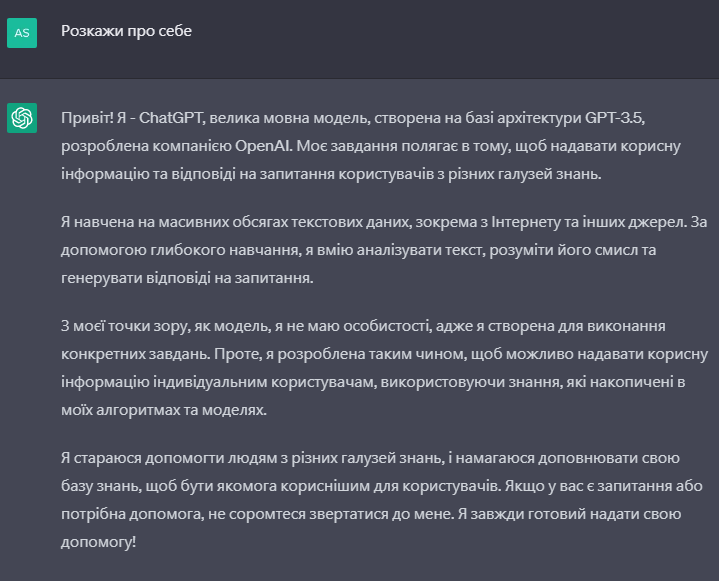 AS
Розкажи про себе
Привіт! Я - ChatGPT, велика мовна модель, створена на базі архітектури GPT-3.5,
розроблена компанією OpenAI. Моє завдання полягає в тому, щоб надавати корисну
інформацію та відповіді на запитання користувачів з різних галузей знань.
Я навчена на масивних обсягах текстових даних, зокрема з Інтернету та інших джерел. За
допомогою глибокого навчання, я вмію аналізувати текст, розуміти його смисл та
генерувати відповіді на запитання.
З моєї точки зору, як модель, я не маю особистості, адже я створена для виконання
конкретних завдань. Проте, я розроблена таким чином, щоб можливо надавати корисну
інформацію індивідуальним користувачам, використовуючи знання, які накопичені в
моїх алгоритмах та моделях.
Я стараюся допомогти людям з різних галузей знань, і намагаюся доповнювати свою
базу знань, щоб бути якомога кориснішим для користувачів. Якщо у вас є запитання або
потрібна допомога, не соромтеся звертатися до мене. Я завжди готовий надати свою
допомогу!